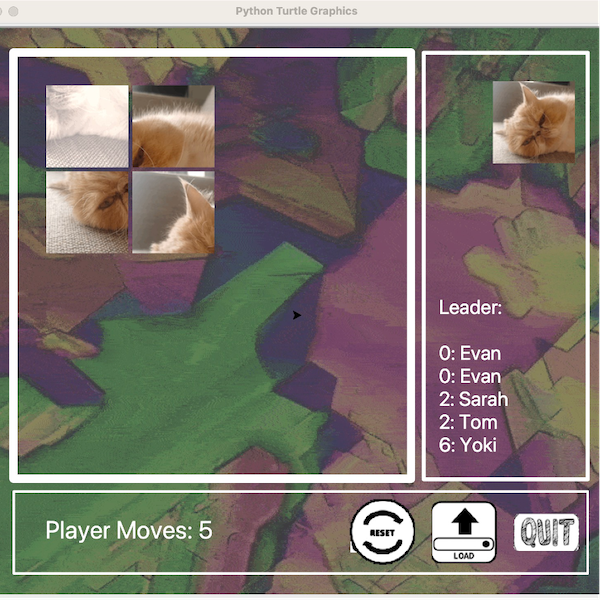 Python Turtle Graphics
Leader:
0: Evan
0: Evan
2: Sarah
2: Tom
6: Yoki
Player Moves: 5
RESET
LOAD
QUIT